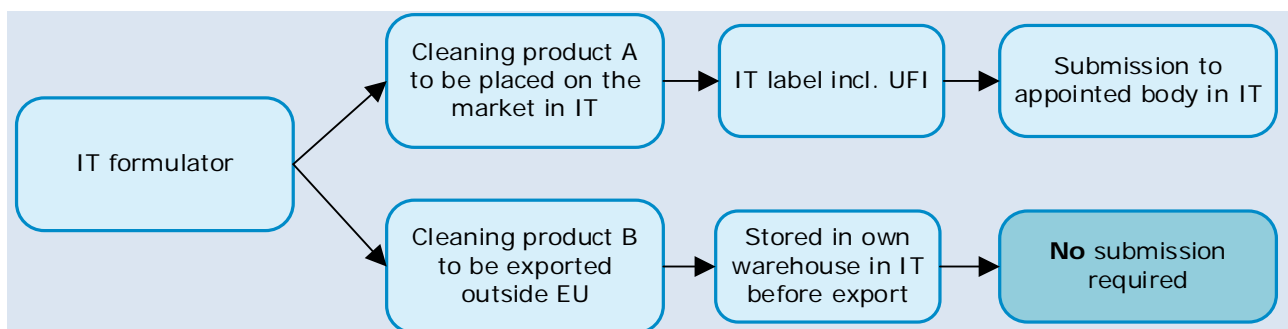 IT formulator
Cleaning product A
to be placed on the
market in IT
IT label incl. UFI
Submission to
appointed body in IT
Cleaning product B
to be exported
outside EU
Stored in own
warehouse in IT
before export
No submission
required